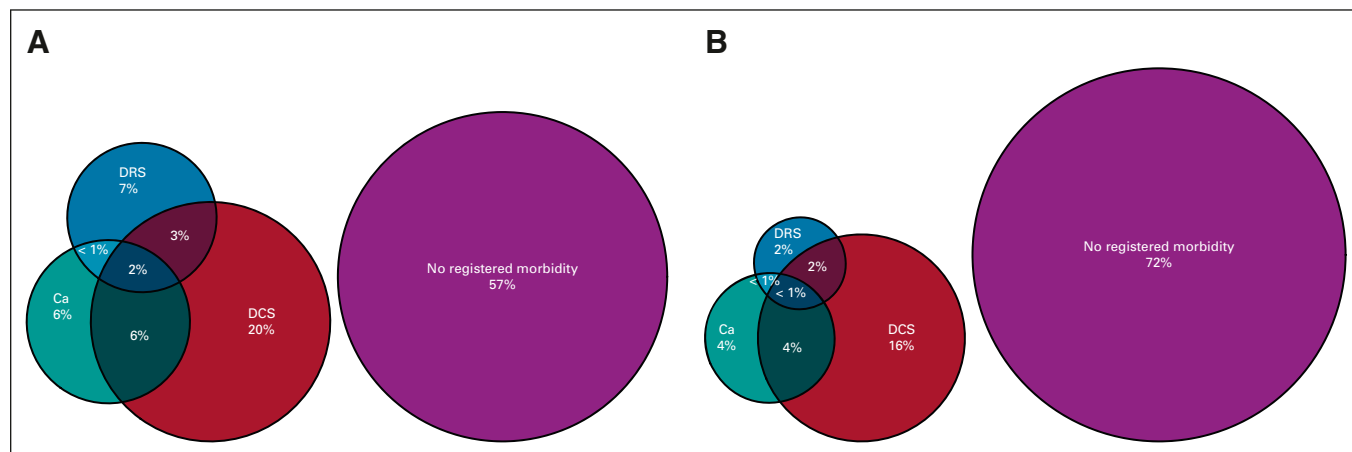 A
DRS
7%
3%
< 1%
2%
Ca
6%
6%
DCS
20%
No registered morbidity
57%
B
DRS
2%
2%
< 1%
< 1%
Ca
4%
4%
DCS
16%
No registered morbidity
72%